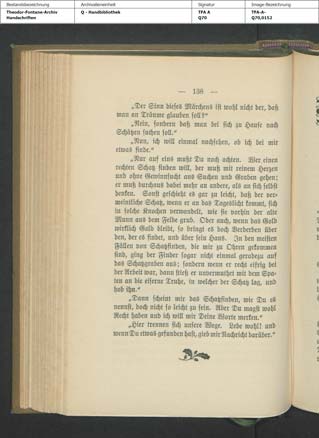 Bestandsbezeichnung
Archivalieneinheit
Signatur
Image-Bezeichnung
Theodor-Fontane-Archiv
Handschriften
Q - Handbibliothek
TFA A
Q70
TFA-A-
Q70,0152
— 138 —
„Der Sinn dieses Märchens ist wohl nicht der, daß
man an Träume glauben soll?“
„Nein, sondern daß man bei sich zu Hause nach
Schätzen suchen soll.“
„Nun, ich will einmal nachsehen, ob ich bei mir
etwas finde.“
„Nur auf eins mußt Du noch achten. Wer einen
rechten Schatz finden will, der muß mit reinem Herzen
und ohne Gewinnsucht ans Suchen und Graben gehen;
er muß durchaus dabei mehr an andere, als an sich selbst
denken. Sonst geschieht es gar zu leicht, daß der ver-
meintliche Schatz, wenn er an das Tageslicht kommt, sich
in solche Knochen verwandelt, wie sie vorhin der alte
Mann aus dem Felde grub. Oder auch, wenn das Gold
wirklich Gold bleibt, so bringt es doch Verderben über
den, der es findet, und über sein Haus. In den meisten
Fällen von Schatzfinden, die mir zu Ohren gekommen
sind, ging der Finder sogar nicht einmal geradezu auf
das Schatzgraben aus; sondern wenn er recht eifrig bei
der Arbeit war, dann stieß er unvermuthet mit dem Spa-
ten an die eiserne Truhe, in welcher der Schatz lag, und
hob ihn.“
„Dann scheint mir das Schatzfinden, wie Du es
nennst, doch nicht so leicht zu sein. Aber Du magst wohl
Recht haben und ich will mir Deine Worte merken.“
„Hier trennen sich unsere Wege. Lebe wohl! und
wenn Du etwas gefunden hast, gieb mir Nachricht darüber.“